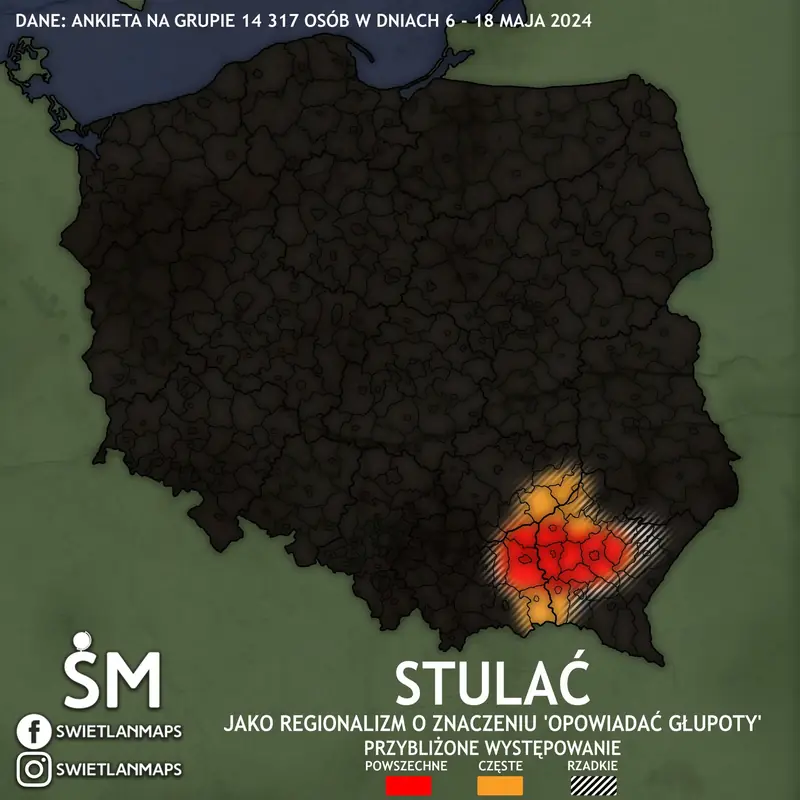 DANE: ANKIETA NA GRUPIE 14 317 OSÓB W DNIACH 6 - 18 MAJA 2024
ŚM
SWIETLANMAPS
SWIETLANMAPS
STULAĆ
JAKO REGIONALIZM O ZNACZENIU 'OPOWIADAĆ GŁUPOTY'
PRZYBLIŻONE WYSTĘPOWANIE
POWSZECHNE CZĘSTE RZADKIE